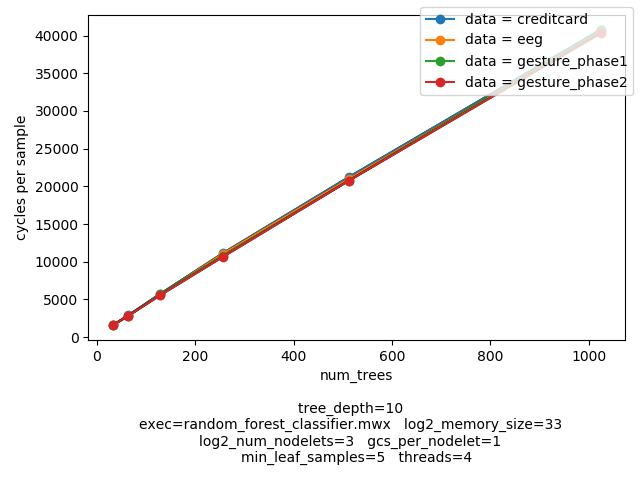 data = creditcard
data = eeg
data = gesture_phase1
data = gesture_phase2
40000
35000
30000
25000
20000
15000
10000
5000
0
cycles per sample
0 200 400 600 800 1000
num_trees
tree_depth=10
exec=random_forest_classifier.mwx log2_memory_size=33
log2_num_nodelets=3 gcs_per_nodelet=1
min_leaf_samples=5 threads=4